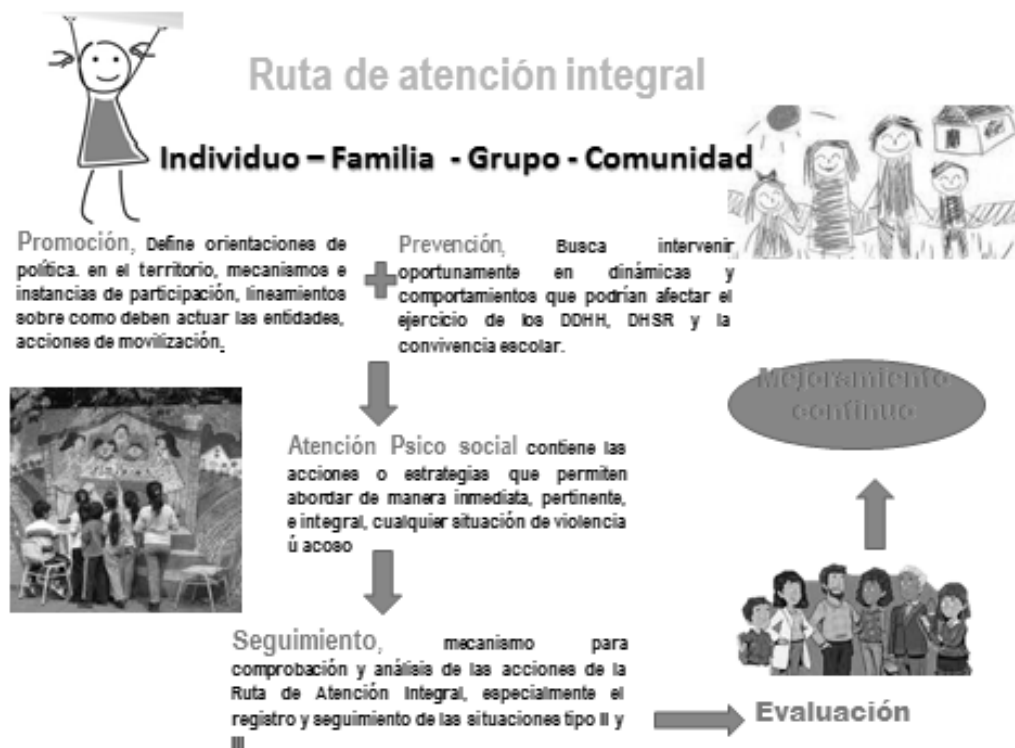 Ruta de atención integral
Individuo – Familia - Grupo - Comunidad
Promoción, Define orientaciones de
política. en el territorio, mecanismos e
instancias de participación, lineamientos
sobre como deben actuar las entidades,
acciones de movilización.
Prevención, Busca intervenir
oportunamente en dinámicas y
comportamientos que podrían afectar el
ejercicio de los DDHH, DHSR y la
convivencia escolar.
Atención Psico social contiene las
acciones o estrategias que permiten
abordar de manera inmediata, pertinente,
e integral, cualquier situación de violencia
ú acoso
Seguimiento, mecanismo para
comprobación y análisis de las acciones de la
Ruta de Atención Integral, especialmente el
registro y seguimiento de las situaciones tipo II y
III
Evaluación
Mejoramiento
continuo